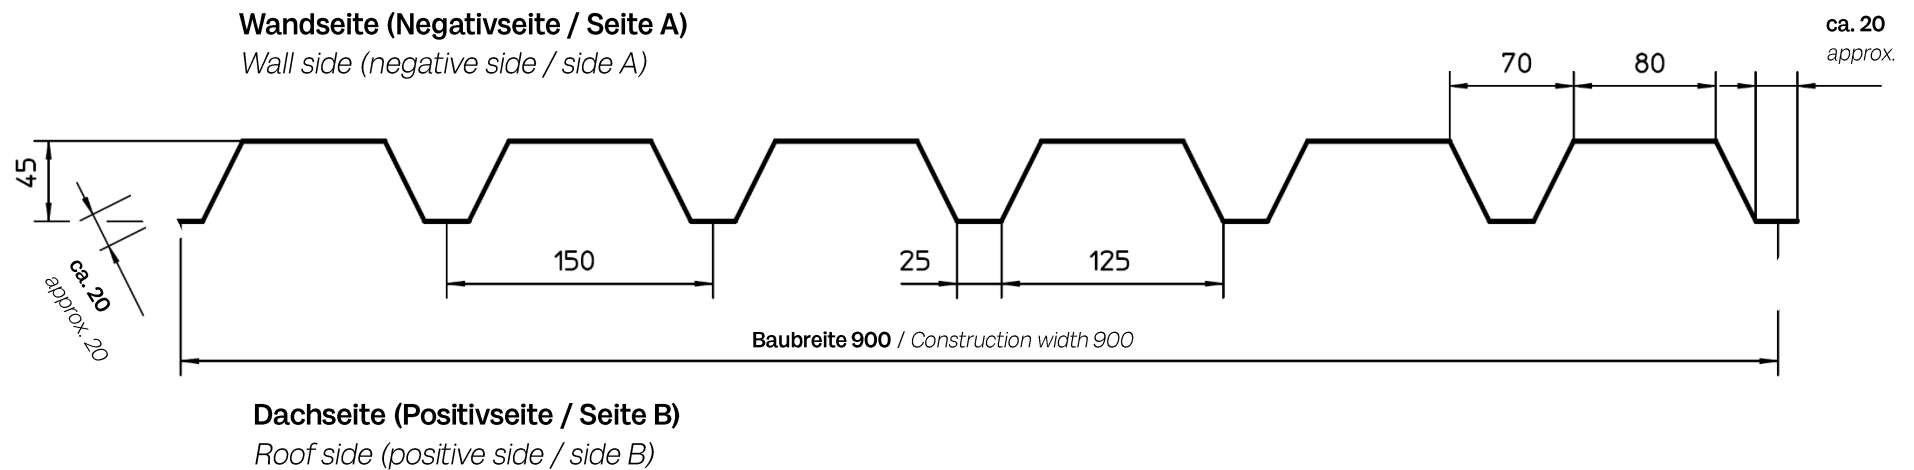 Wandseite (Negativseite / Seite A)
Wall side (negative side / side A)
ca. 20
approx.
70
80
45
ca. 20
approx. 20
150
25
125
Baubreite 900 / Construction width 900
Dachseite (Positivseite / Seite B)
Roof side (positive side / side B)